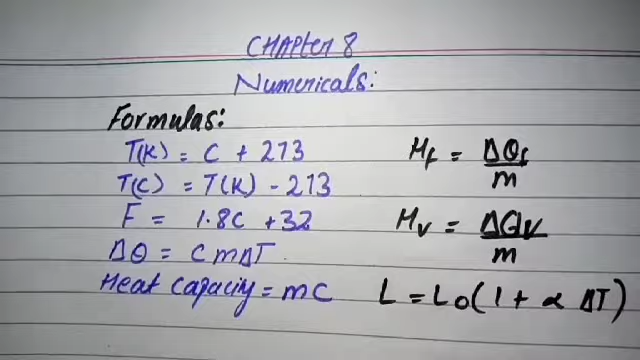 CHAPter 8
Numericals:
Formulas:
T(K) = C + 273
T(C) = T(K) - 273
F = 1.8C + 32
ΔQ = CmΔT
Heat Capacity = mC
Hf = ΔQf / m
Hv = ΔQv / m
L = Lo(1 + α ΔT)